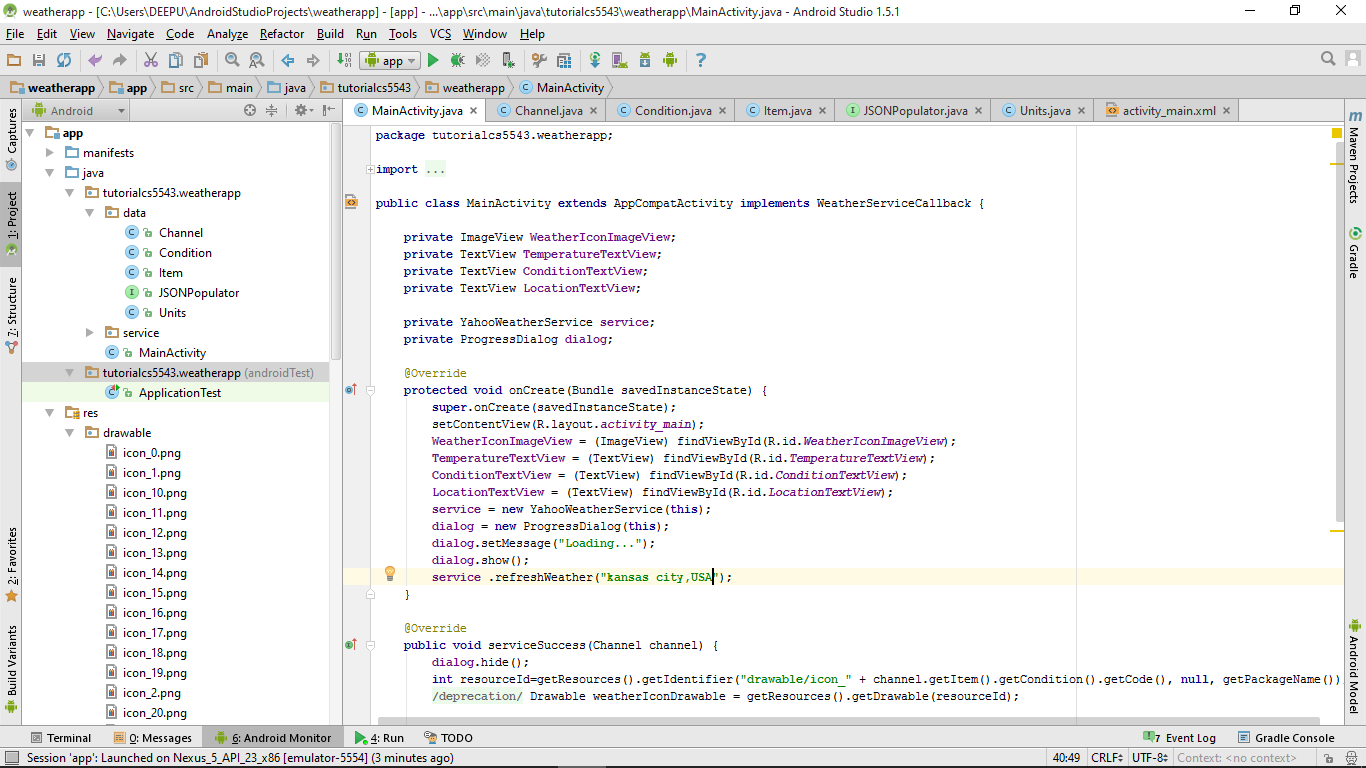 weatherapp - [C:\Users\DEEPU\AndroidStudioProjects\weatherapp] - [app] - ...\app\src\main\java\tutorialcs5543\weatherapp\MainActivity.java - Android Studio 1.5.1
File Edit View Navigate Code Analyze Refactor Build Run Tools VCS Window Help
app
weatherapp app src main java tutorialcs5543 weatherapp MainActivity
Captures
1: Project
7: Structure
2: Favorites
Build Variants
Android
app
manifests
java
tutorialcs5543.weatherapp
data
Channel
Condition
Item
JSONPopulator
Units
service
MainActivity
tutorialcs5543.weatherapp (androidTest)
ApplicationTest
res
drawable
icon_0.png
icon_1.png
icon_10.png
icon_11.png
icon_12.png
icon_13.png
icon_14.png
icon_15.png
icon_16.png
icon_17.png
icon_18.png
icon_19.png
icon_2.png
icon_20.png
MainActivity.java Channel.java Condition.java Item.java JSONPopulator.java Units.java activity_main.xml
package tutorialcs5543.weatherapp;
import ...
public class MainActivity extends AppCompatActivity implements WeatherServiceCallback {
private ImageView WeatherIconImageView;
private TextView TemperatureTextView;
private TextView ConditionTextView;
private TextView LocationTextView;
private YahooWeatherService service;
private ProgressDialog dialog;
@Override
protected void onCreate(Bundle savedInstanceState) {
super.onCreate(savedInstanceState);
setContentView(R.layout.activity_main);
WeatherIconImageView = (ImageView) findViewById(R.id.WeatherIconImageView);
TemperatureTextView = (TextView) findViewById(R.id.TemperatureTextView);
ConditionTextView = (TextView) findViewById(R.id.ConditionTextView);
LocationTextView = (TextView) findViewById(R.id.LocationTextView);
service = new YahooWeatherService(this);
dialog = new ProgressDialog(this);
dialog.setMessage("Loading...");
dialog.show();
service .refreshWeather("kansas city,USA");
}
@Override
public void serviceSuccess(Channel channel) {
dialog.hide();
int resourceId=getResources().getIdentifier("drawable/icon_" + channel.getItem().getCondition().getCode(), null, getPackageName())
/deprecation/ Drawable weatherIconDrawable = getResources().getDrawable(resourceId);
Maven Projects
Gradle
Android Model
Terminal 0: Messages 6: Android Monitor 4: Run TODO 7 Event Log Gradle Console
Session 'app': Launched on Nexus_5_API_23_x86 [emulator-5554] (3 minutes ago) 40:49 CRLF UTF-8 Context: <no context>